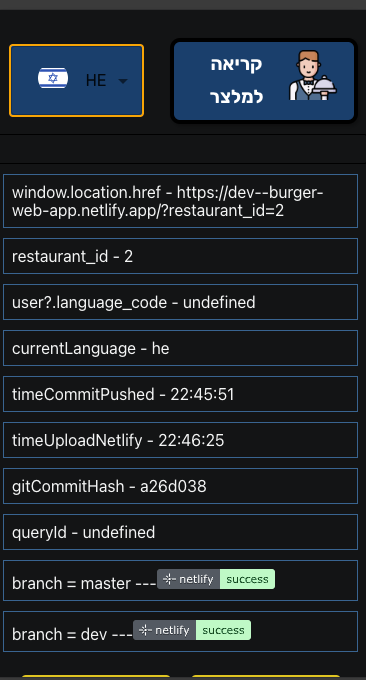 HE
קריאה
למלצר
window.location.href - https://dev--burger-
web-app.netlify.app/?restaurant_id=2
restaurant_id - 2
user?.language_code - undefined
currentLanguage - he
timeCommitPushed - 22:45:51
timeUploadNetlify - 22:46:25
gitCommitHash - a26d038
queryId - undefined
branch = master --- netlify success
branch = dev --- netlify success